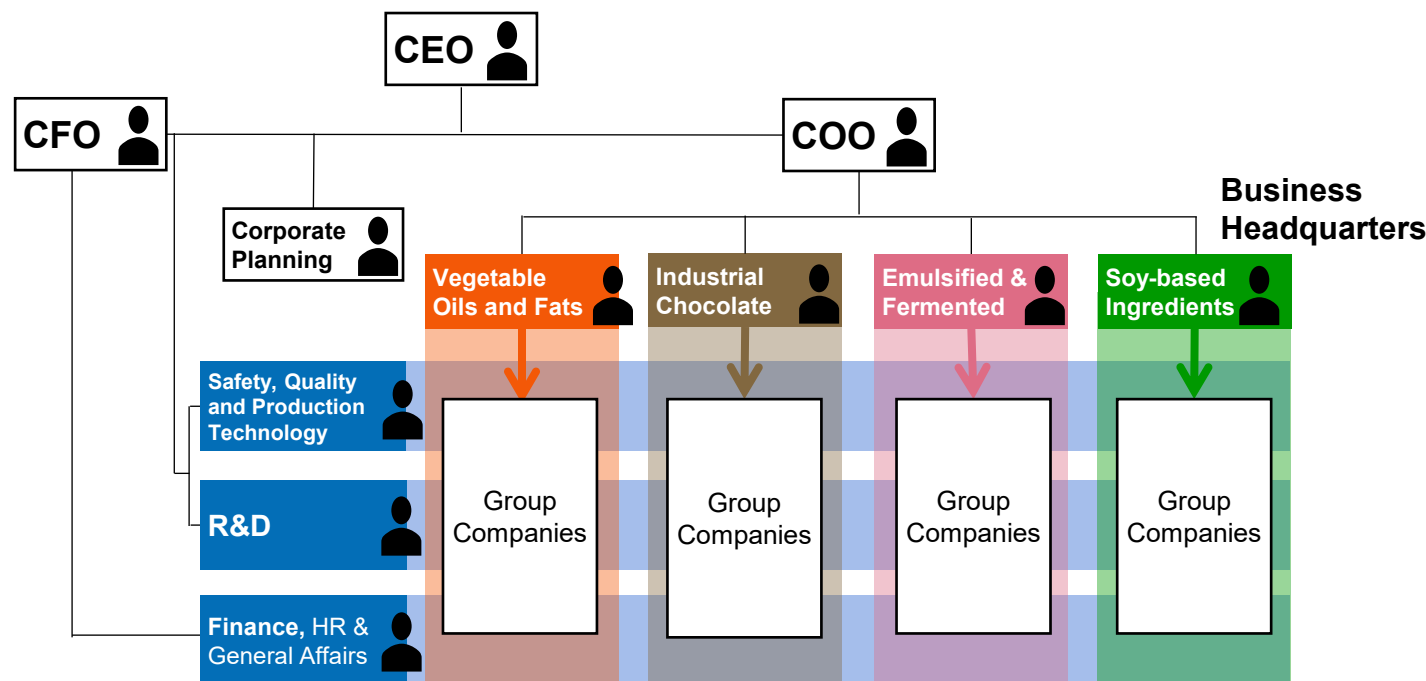 CEO
CFO
COO
Business
Headquarters
Corporate
Planning
Vegetable
Oils and Fats
Industrial
Chocolate
Emulsified &
Fermented
Soy-based
Ingredients
Safety, Quality
and Production
Technology
R&D
Finance, HR &
General Affairs
Group
Companies
Group
Companies
Group
Companies
Group
Companies